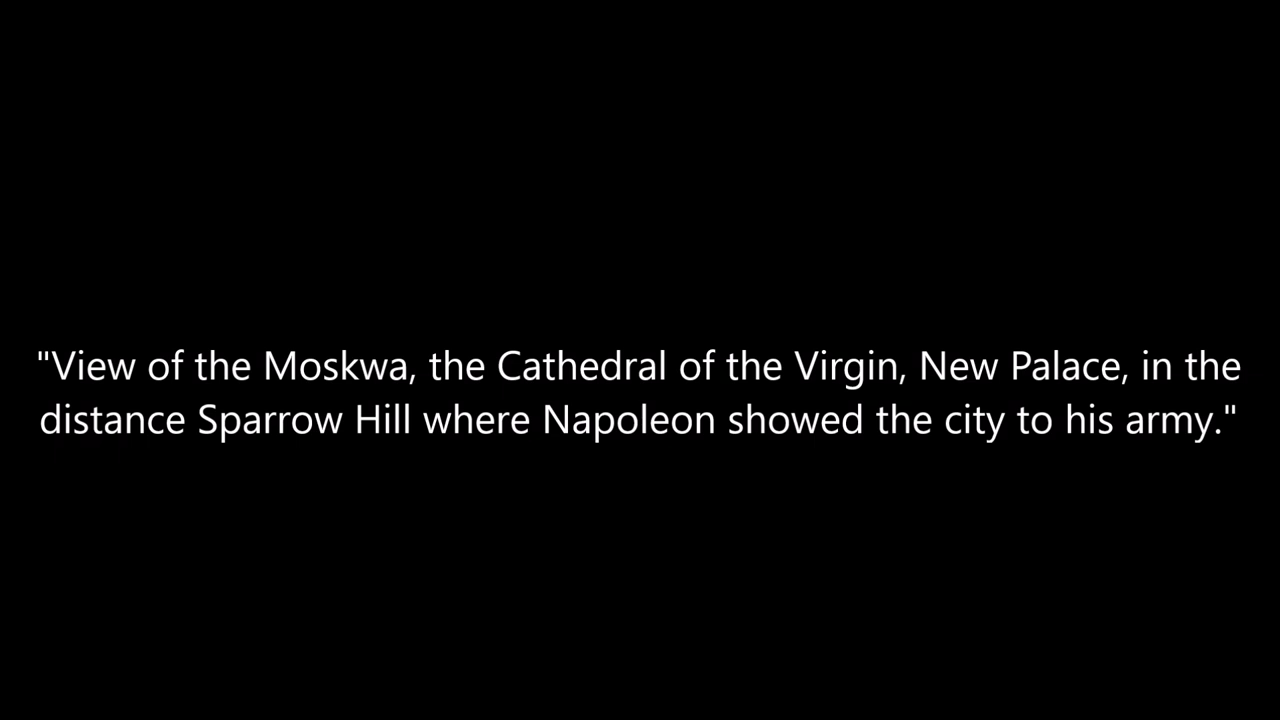 "View of the Moskwa, the Cathedral of the Virgin, New Palace, in the
distance Sparrow Hill where Napoleon showed the city to his army."